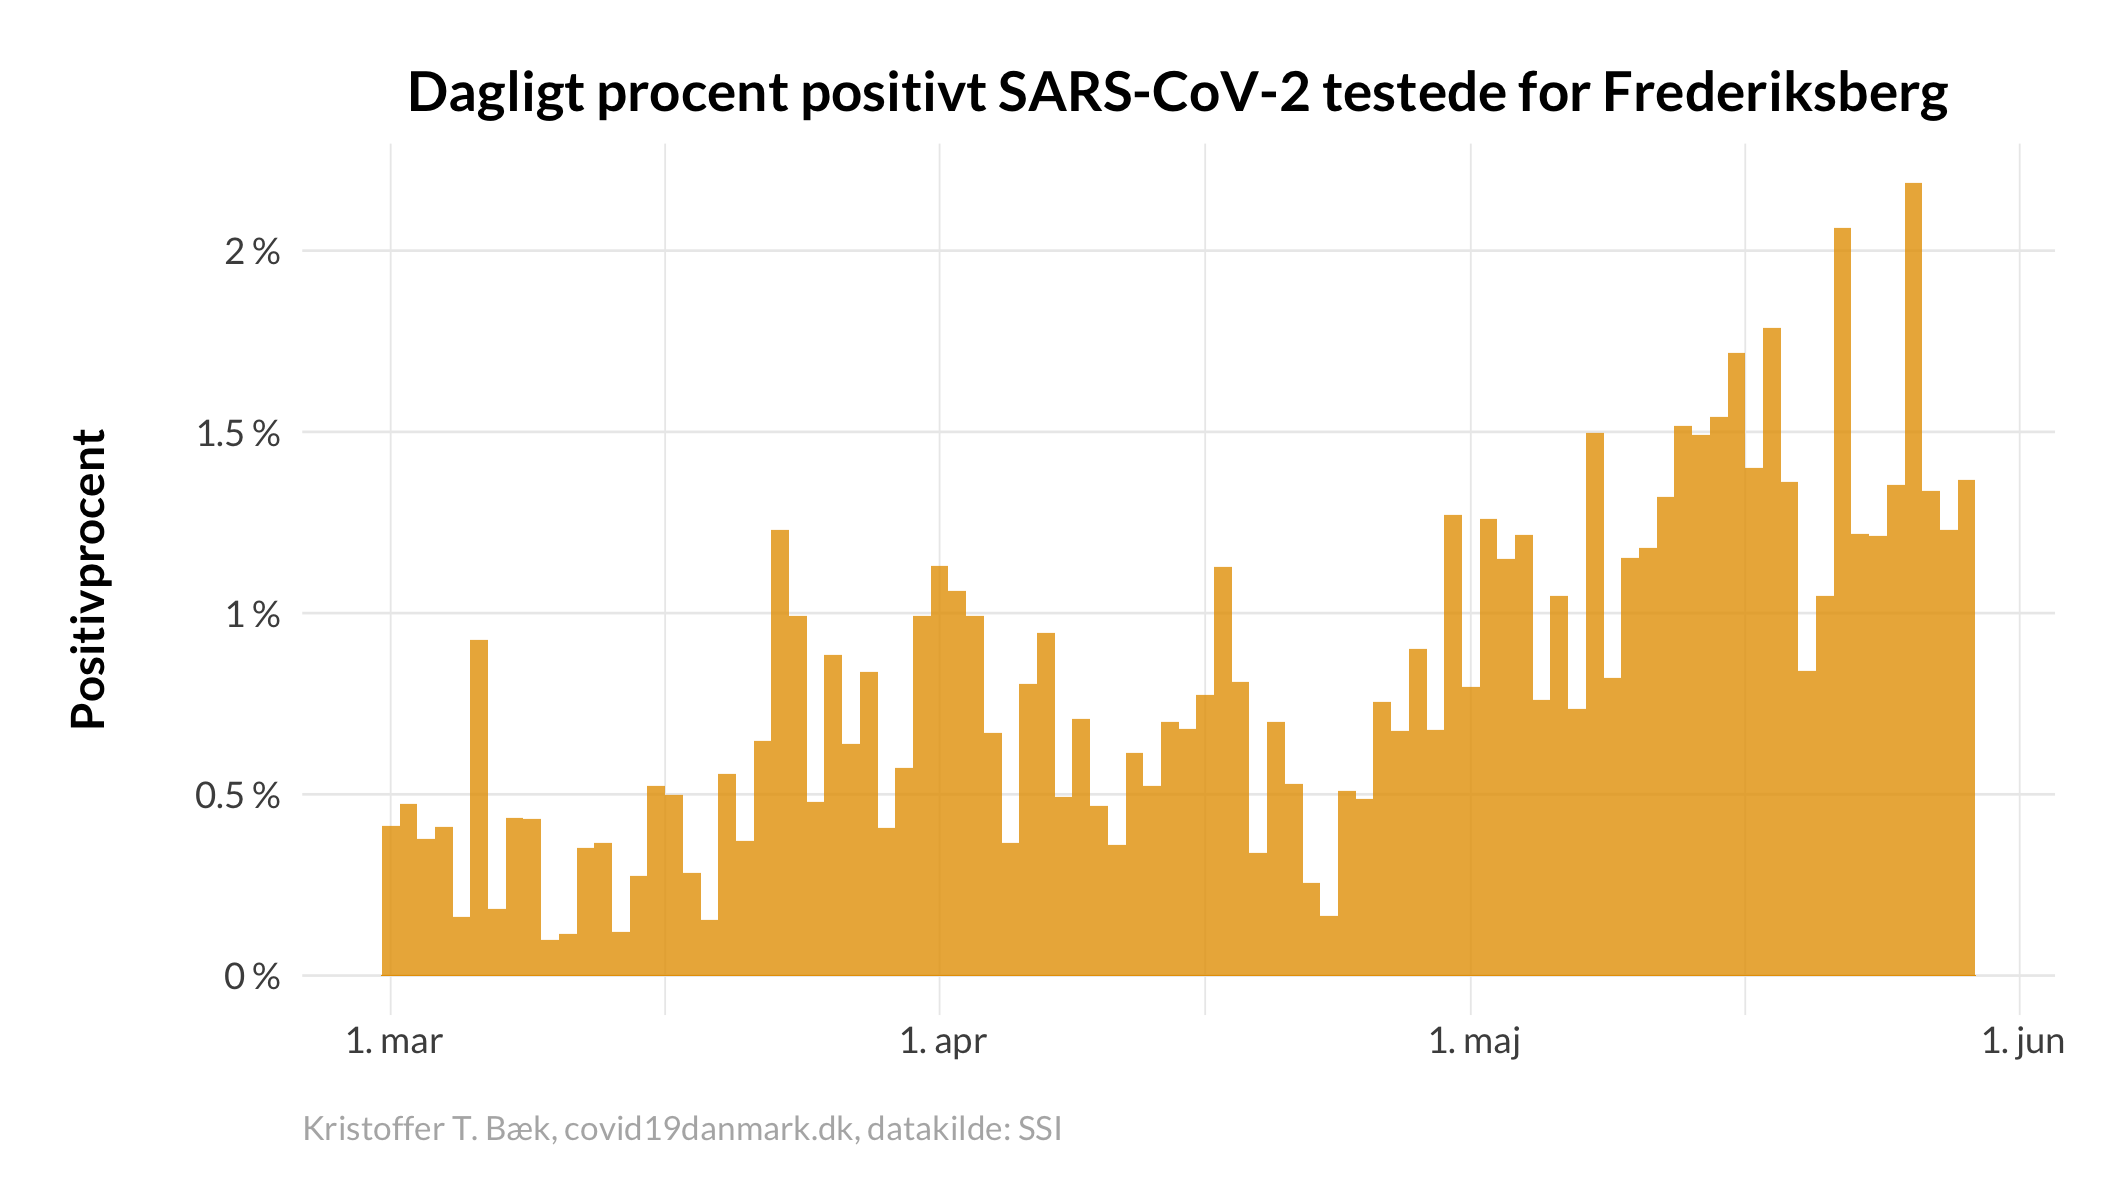 Dagligt procent positivt SARS-CoV-2 testede for Frederiksberg
Positivprocent
2 %
1.5 %
1 %
0.5 %
0 %
1. mar
1. apr
1. maj
1. jun
Kristoffer T. Bæk, covid19danmark.dk, datakilde: SSI